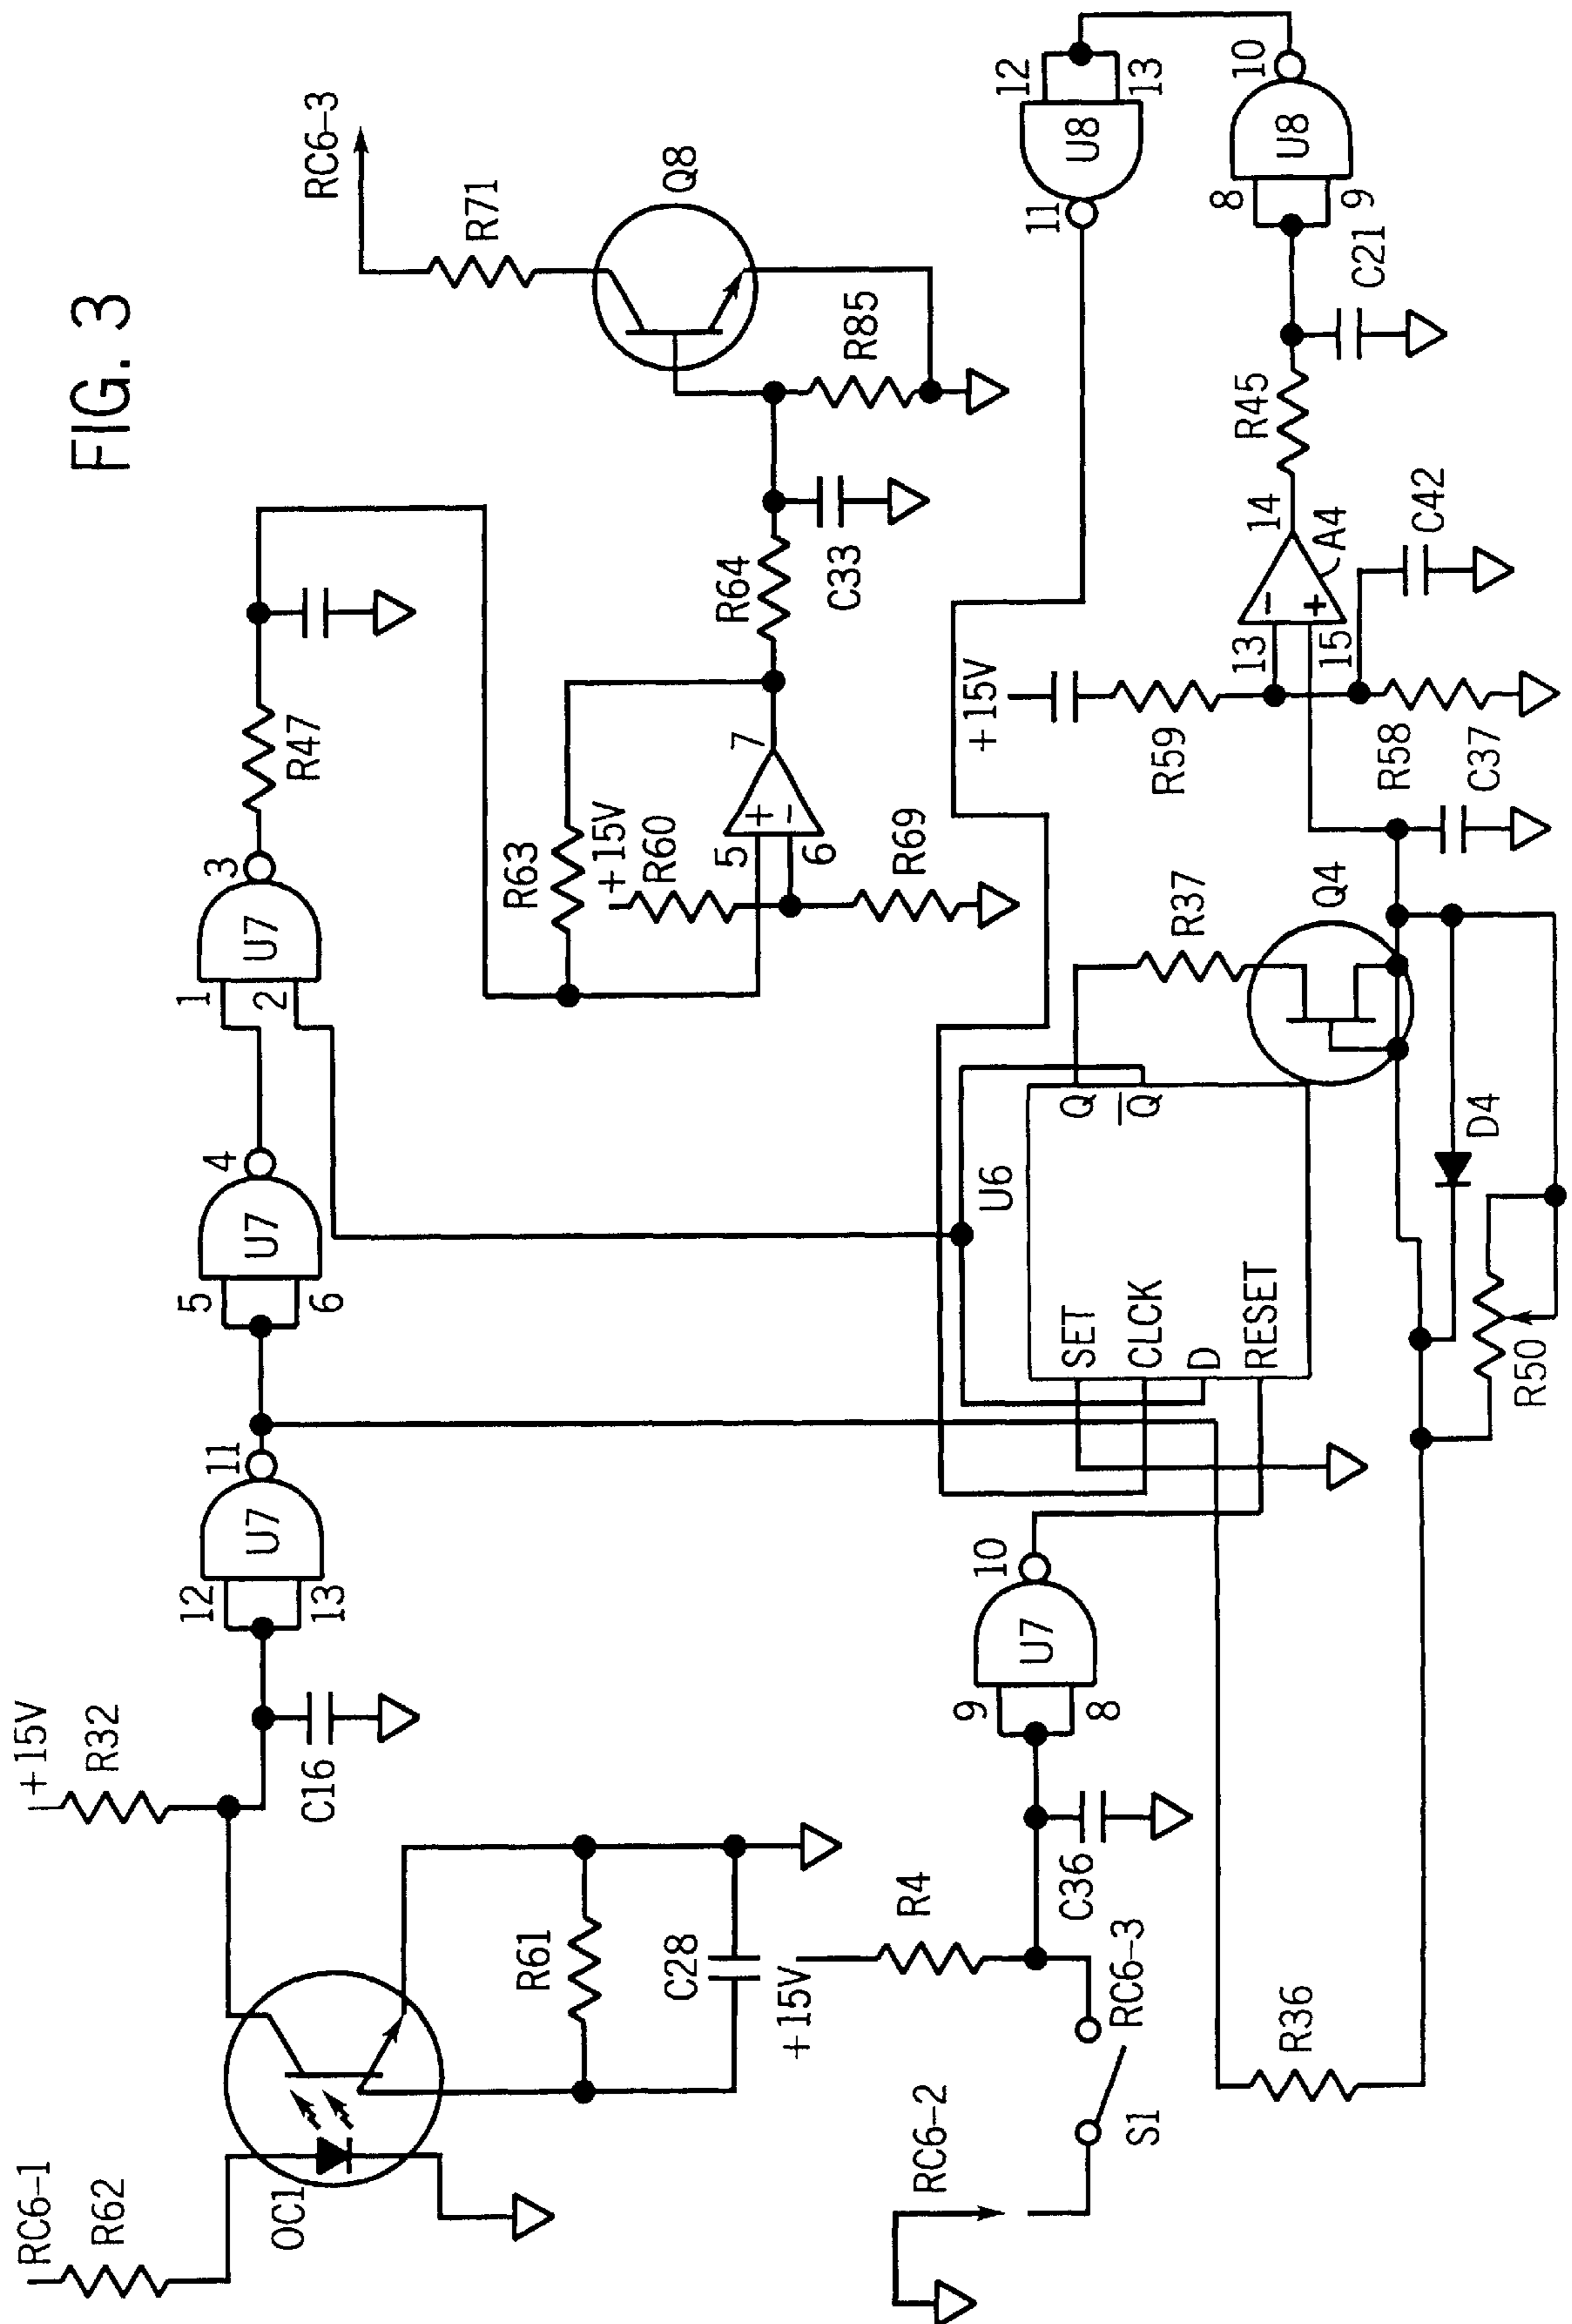 FIG. 3
RC6-1
R62
OC1
+15V
R32
C16
R61
C28
12
13
U7
11
5
6
U7
4
1
2
U7
3
R47
R63
+15V
R60
5
6
+
−
7
R69
R64
C33
R85
Q8
R71
RC6-3
RC6-2
S1
RC6-3
+15V
R4
C36
9
8
U7
10
U6
SET
CLCK
D
RESET
Q
Q̅
R36
R50
D4
Q4
R37
C37
+15V
R59
R58
13
15
−
+
14
A4
C42
R45
C21
8
9
U8
10
12
13
U8
11